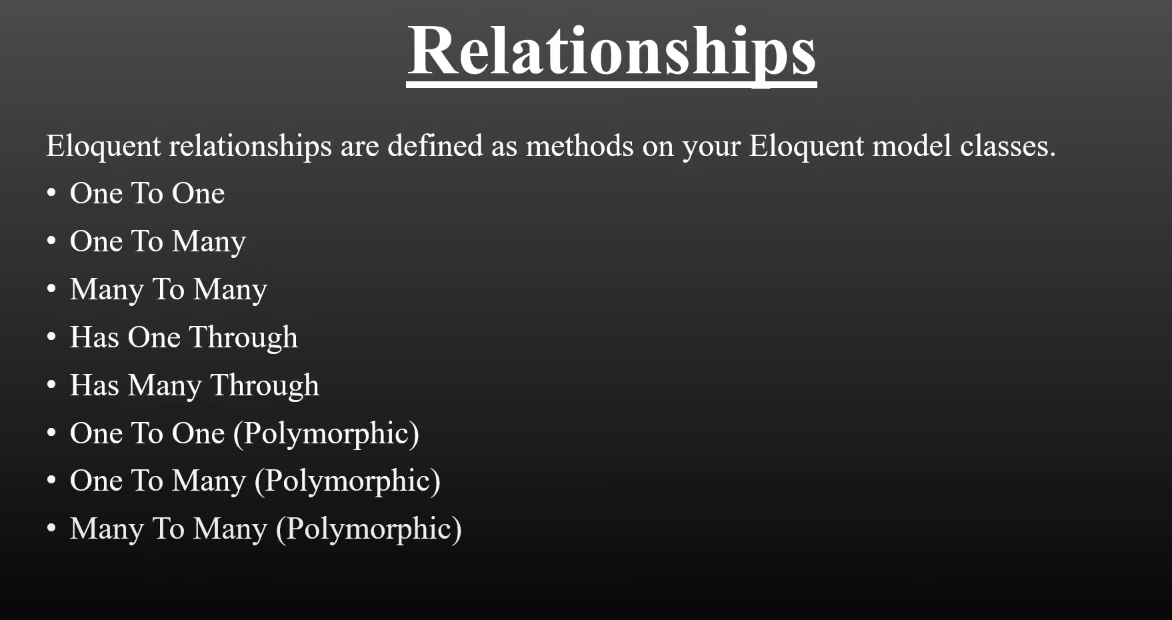 Relationships
Eloquent relationships are defined as methods on your Eloquent model classes.
• One To One
• One To Many
• Many To Many
• Has One Through
• Has Many Through
• One To One (Polymorphic)
• One To Many (Polymorphic)
• Many To Many (Polymorphic)